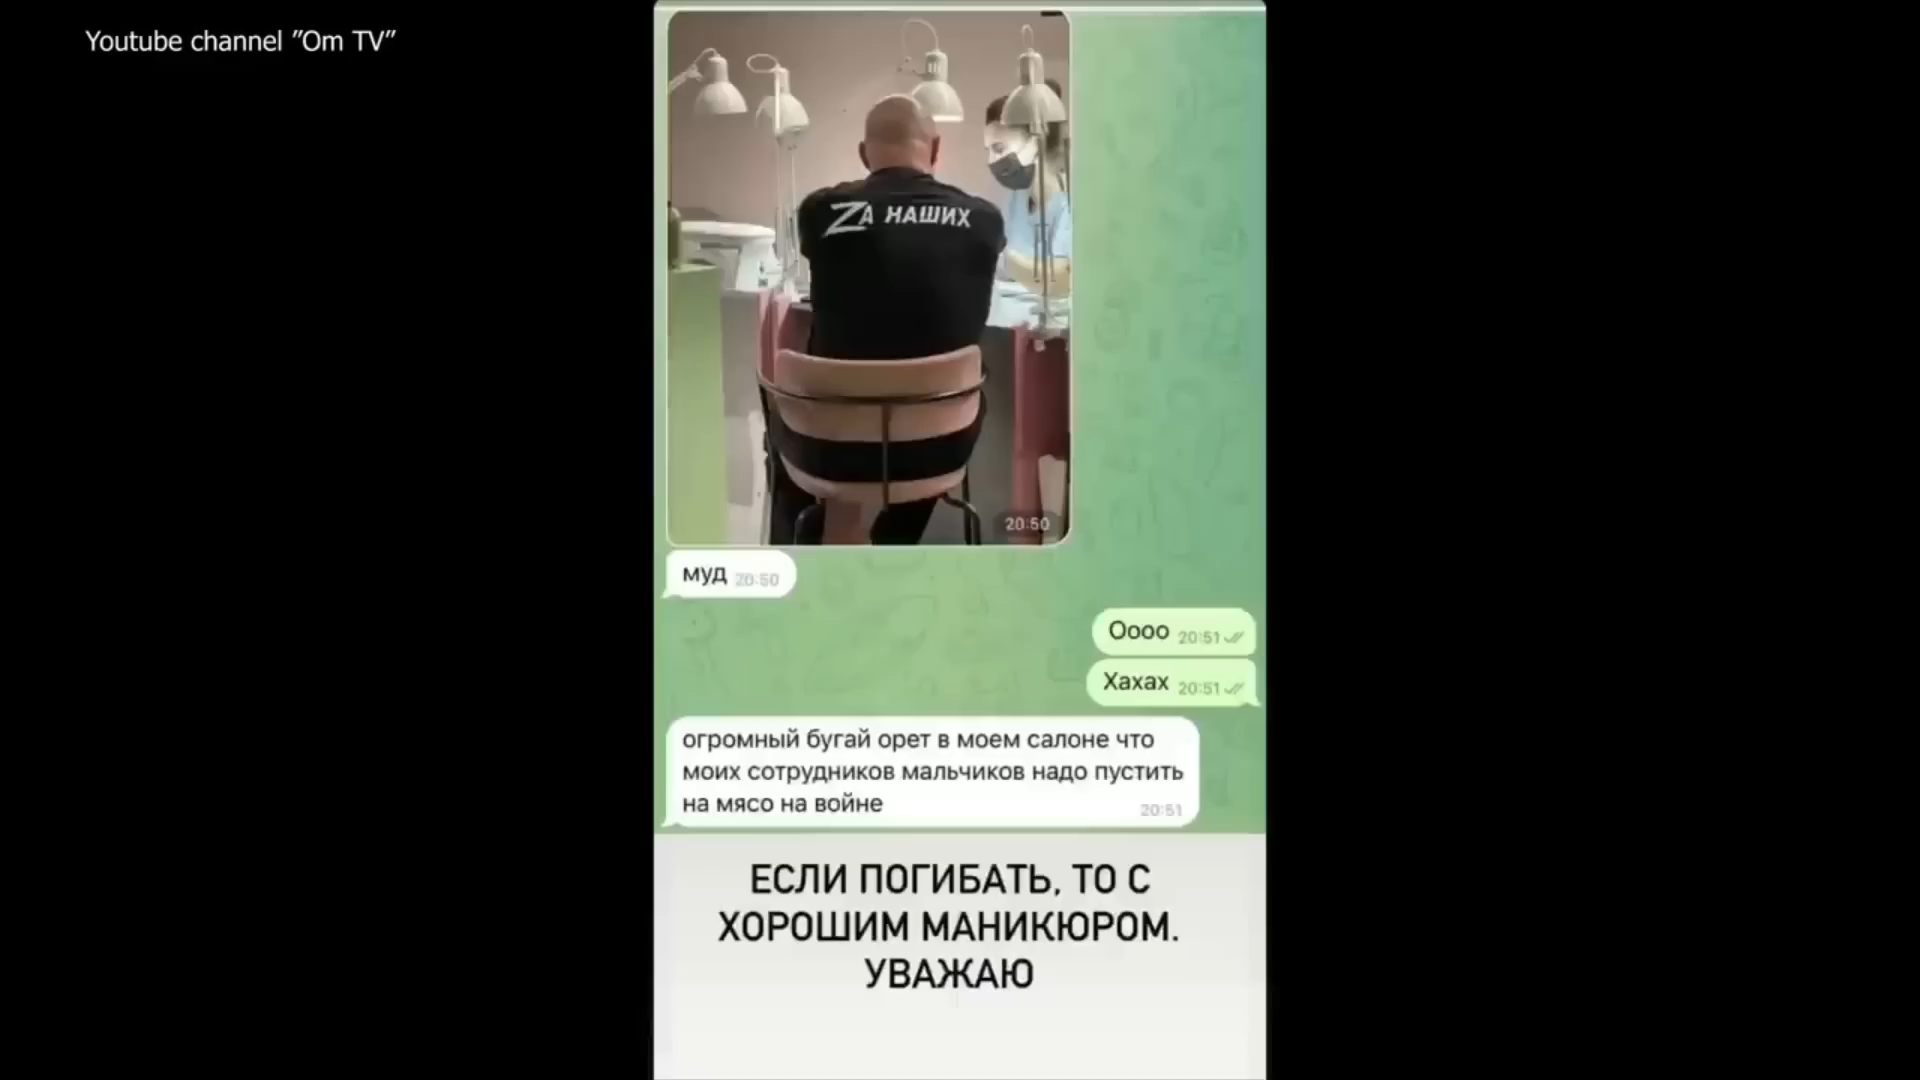 Youtube channel "Om TV"
ZА НАШИХ
20:50
муд 20:50
Оооо 20:51
Хахах 20:51
огромный бугай орет в моем салоне что
моих сотрудников мальчиков надо пустить
на мясо на войне
20:51
ЕСЛИ ПОГИБАТЬ, ТО С
ХОРОШИМ МАНИКЮРОМ.
УВАЖАЮ